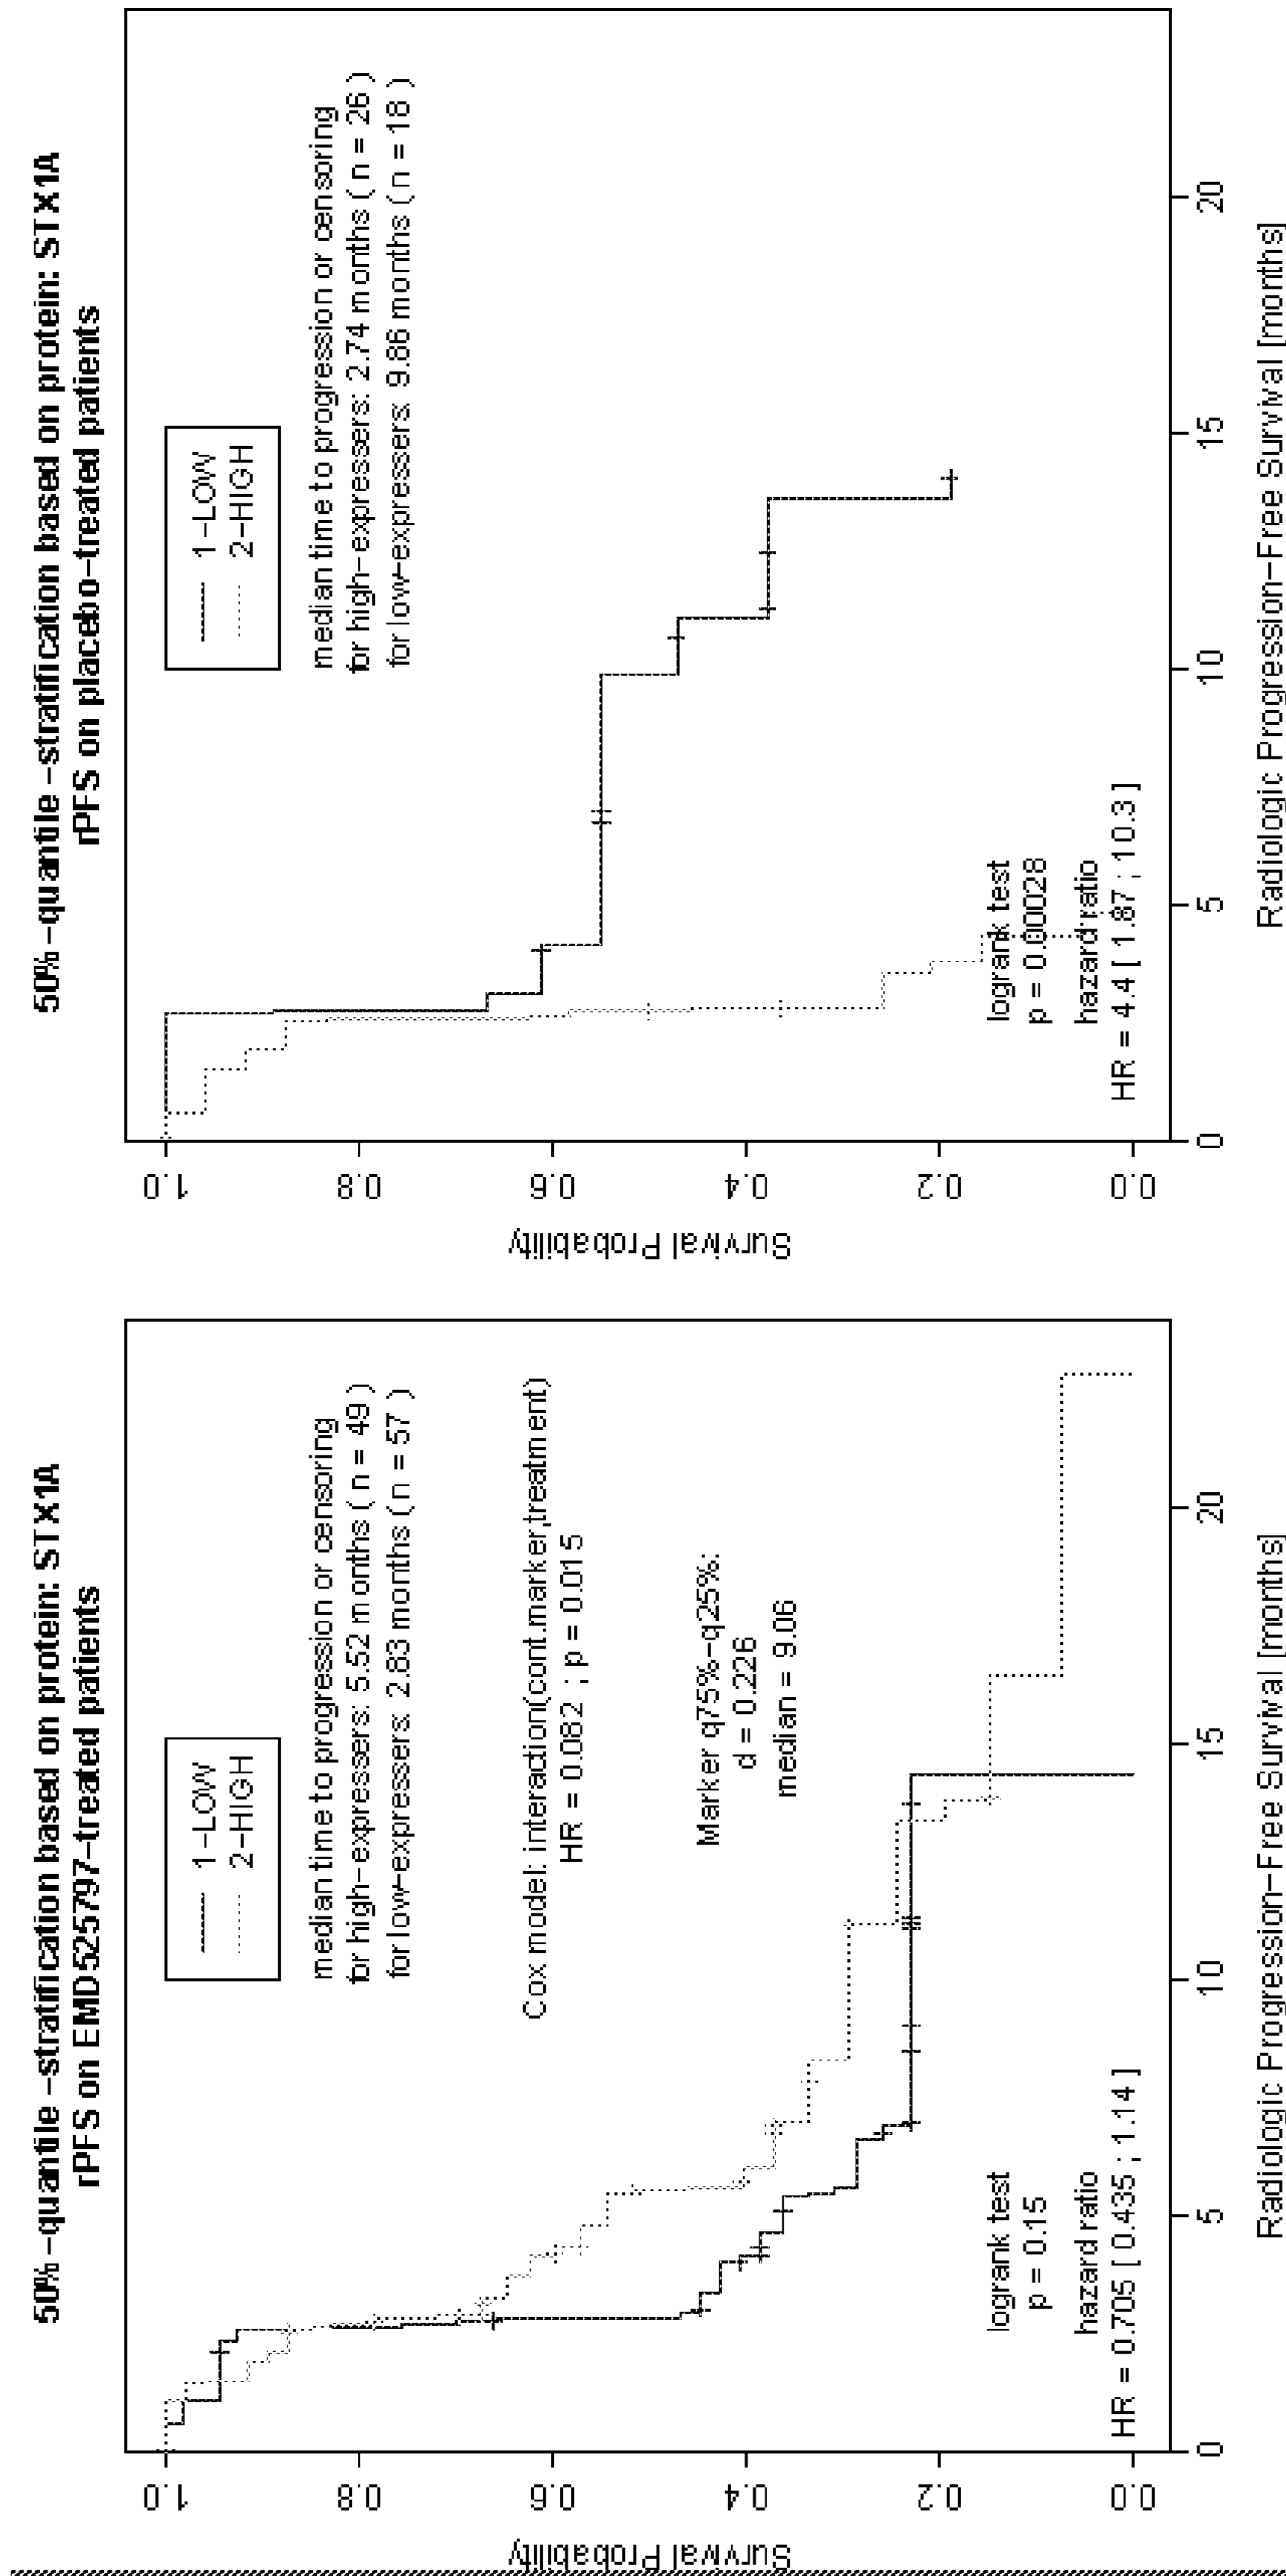 50%-quantile-stratification based on protein: STX1A
rPFS on EMD525797-treated patients
1-LOW
2-HIGH
median time to progression or censoring
for high-expressers: 5.52 months ( n = 49 )
for low-expressers: 2.83 months ( n = 57 )
Cox model: interaction(cont.marker,treatment)
HR = 0.082 ; p = 0.015
Marker q75%-q25%:
d = 0.226
median = 9.06
logrank test
p = 0.15
hazard ratio
HR = 0.705 [ 0.435 ; 1.14 ]
Survival Probability
1.0
0.8
0.6
0.4
0.2
0.0
0 5 10 15 20
Radiologic Progression-Free Survival [months]
50%-quantile-stratification based on protein: STX1A
rPFS on placebo-treated patients
1-LOW
2-HIGH
median time to progression or censoring
for high-expressers: 2.74 months ( n = 26 )
for low-expressers: 9.86 months ( n = 18 )
logrank test
p = 0.00028
hazard ratio
HR = 4.4 [ 1.87 ; 10.3 ]
Survival Probability
1.0
0.8
0.6
0.4
0.2
0.0
0 5 10 15 20
Radiologic Progression-Free Survival [months]